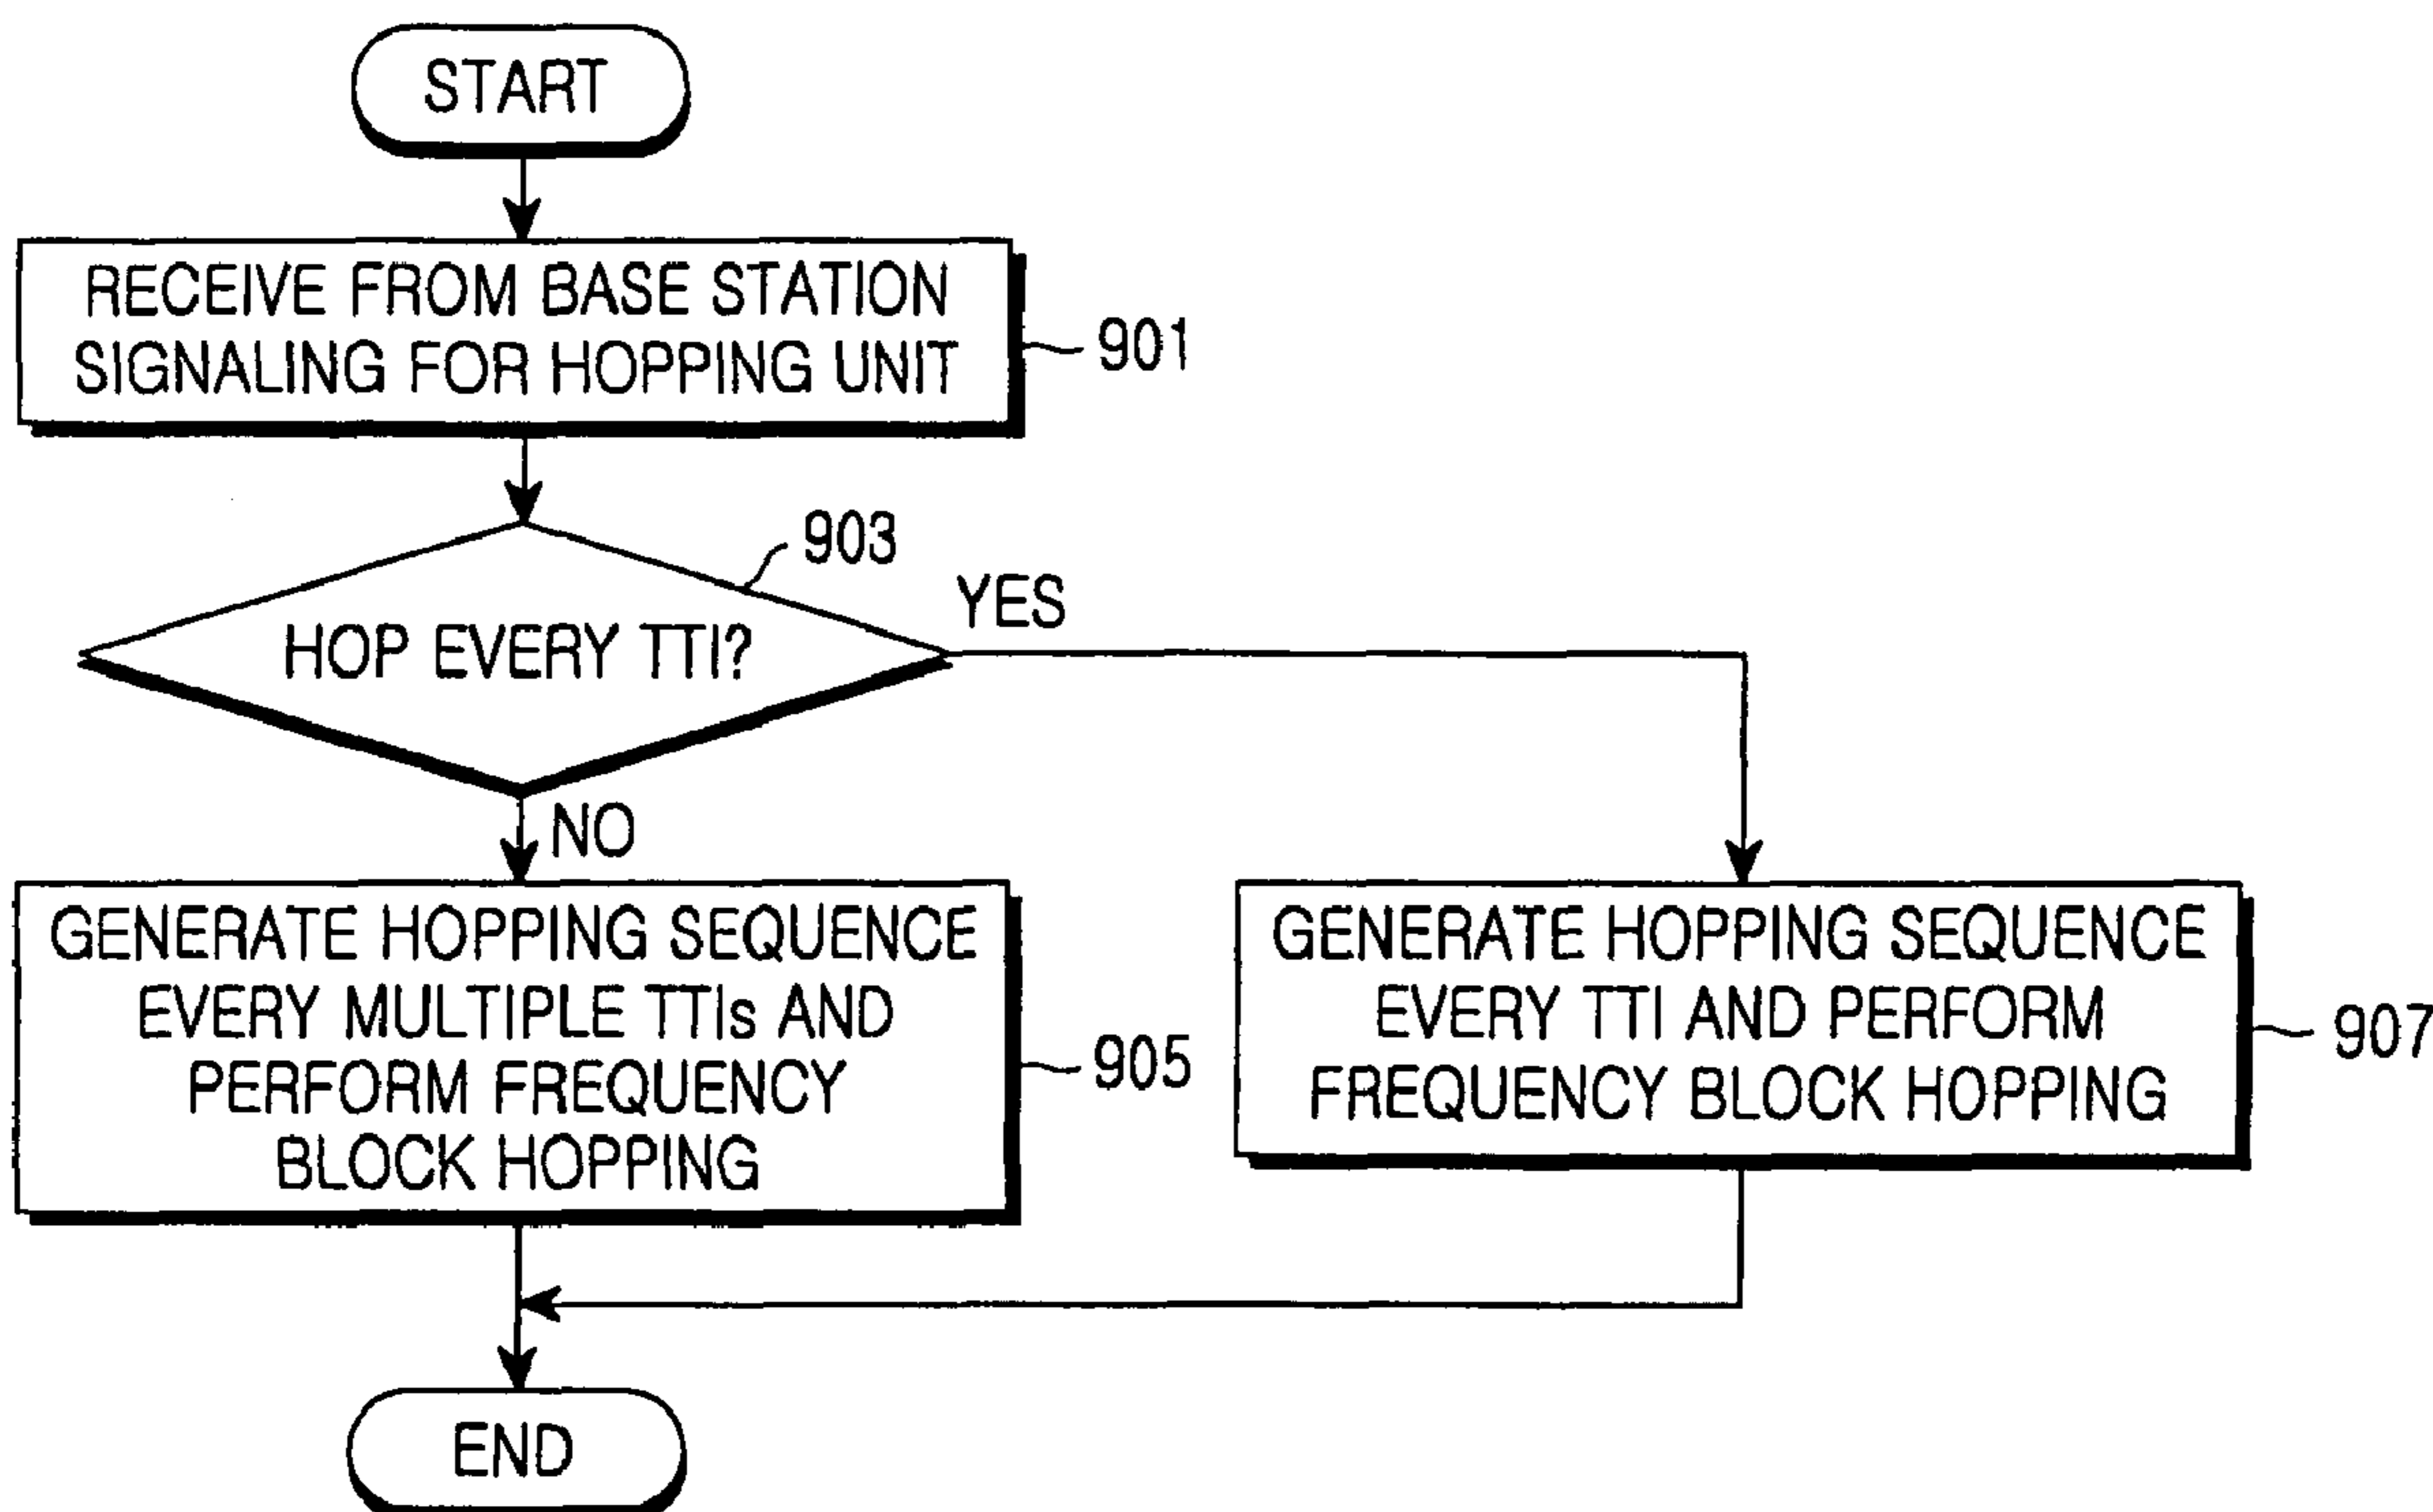 START
RECEIVE FROM BASE STATION
SIGNALING FOR HOPPING UNIT
901
903
HOP EVERY TTI?
YES
NO
GENERATE HOPPING SEQUENCE
EVERY MULTIPLE TTIs AND
PERFORM FREQUENCY
BLOCK HOPPING
905
GENERATE HOPPING SEQUENCE
EVERY TTI AND PERFORM
FREQUENCY BLOCK HOPPING
907
END